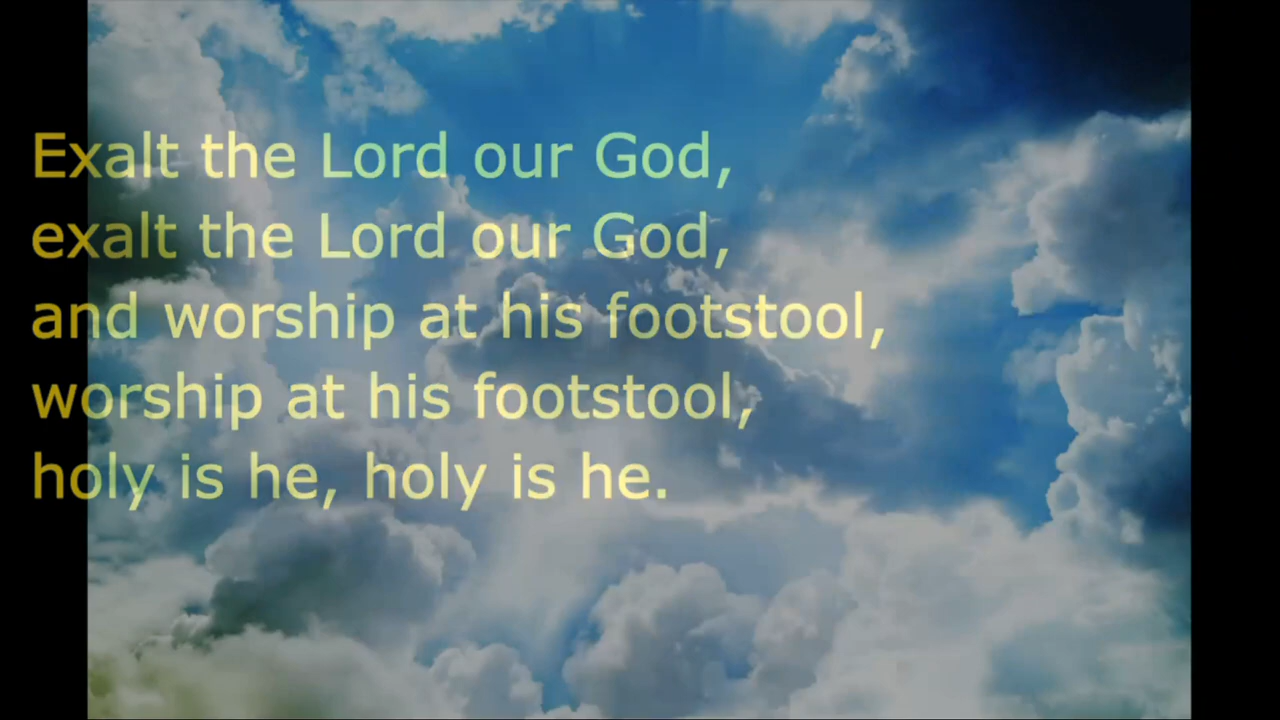 Exalt the Lord our God,
exalt the Lord our God,
and worship at his footstool,
worship at his footstool,
holy is he, holy is he.